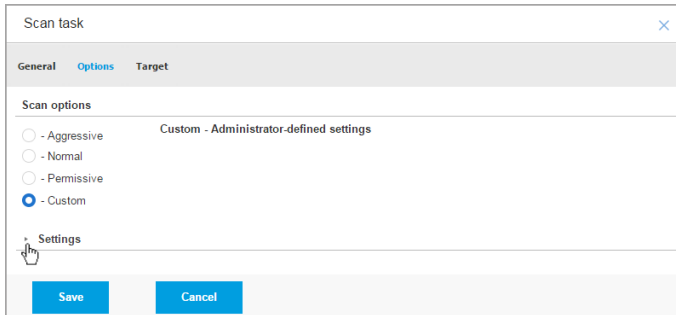 Scan task
General Options Target
Scan options
- Aggressive
Custom - Administrator-defined settings
- Normal
- Permissive
- Custom
Settings
Save Cancel